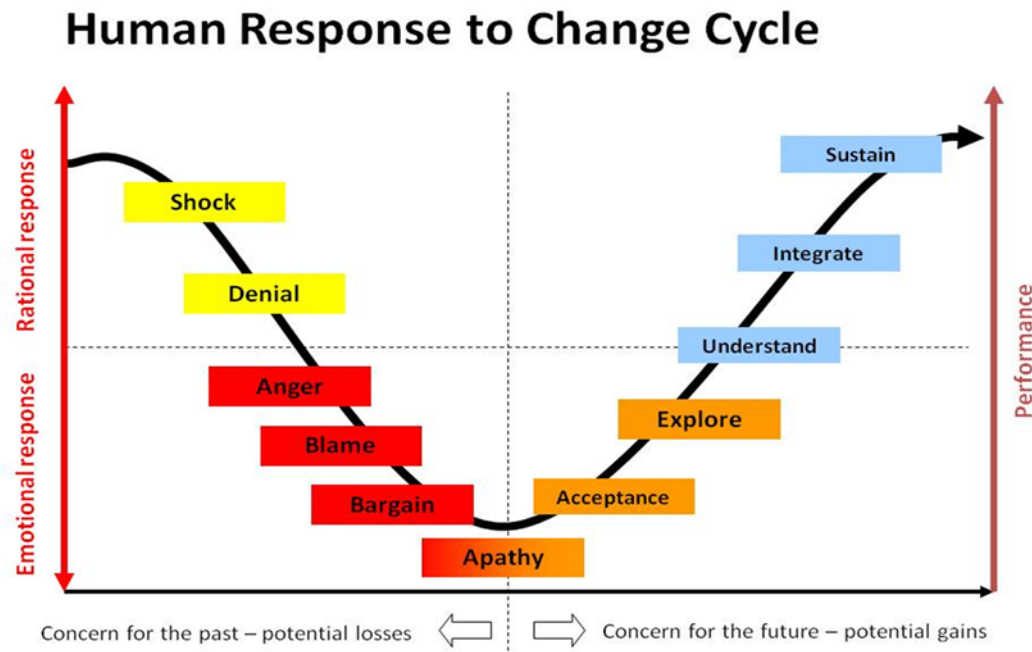 Human Response to Change Cycle
Rational response
Emotional response
Shock
Denial
Anger
Blame
Bargain
Apathy
Acceptance
Explore
Understand
Integrate
Sustain
Performance
Concern for the past – potential losses
Concern for the future – potential gains